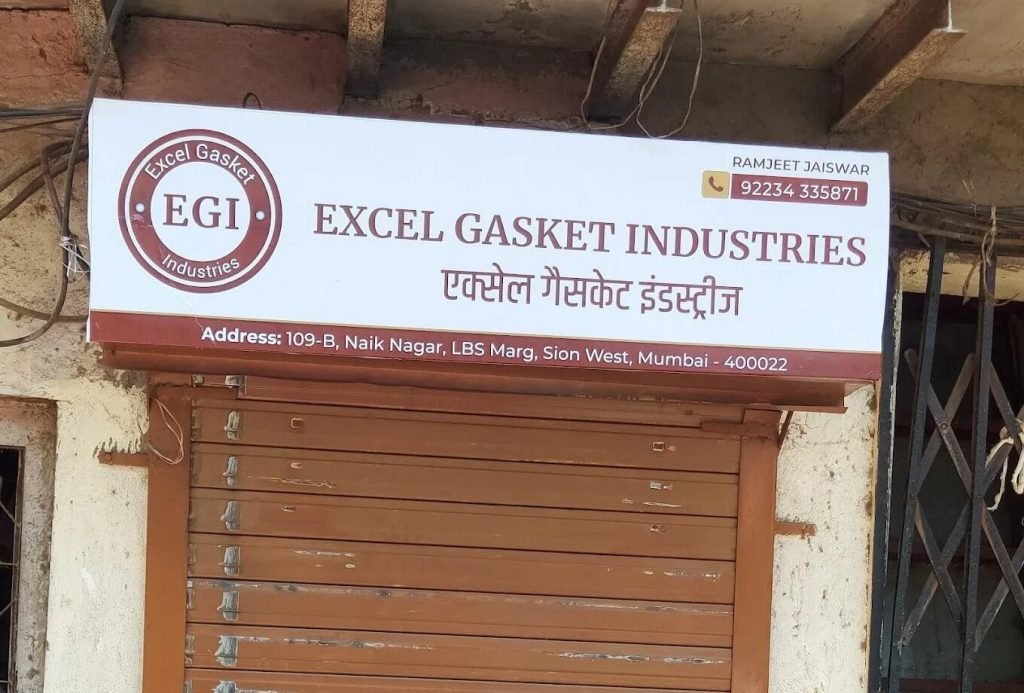 Excel Gasket
EGI
Industries
RAMJEET JAISWAR
92234 335871
EXCEL GASKET INDUSTRIES
एक्सेल गैसकेट इंडस्ट्रीज
Address: 109-B, Naik Nagar, LBS Marg, Sion West, Mumbai - 400022